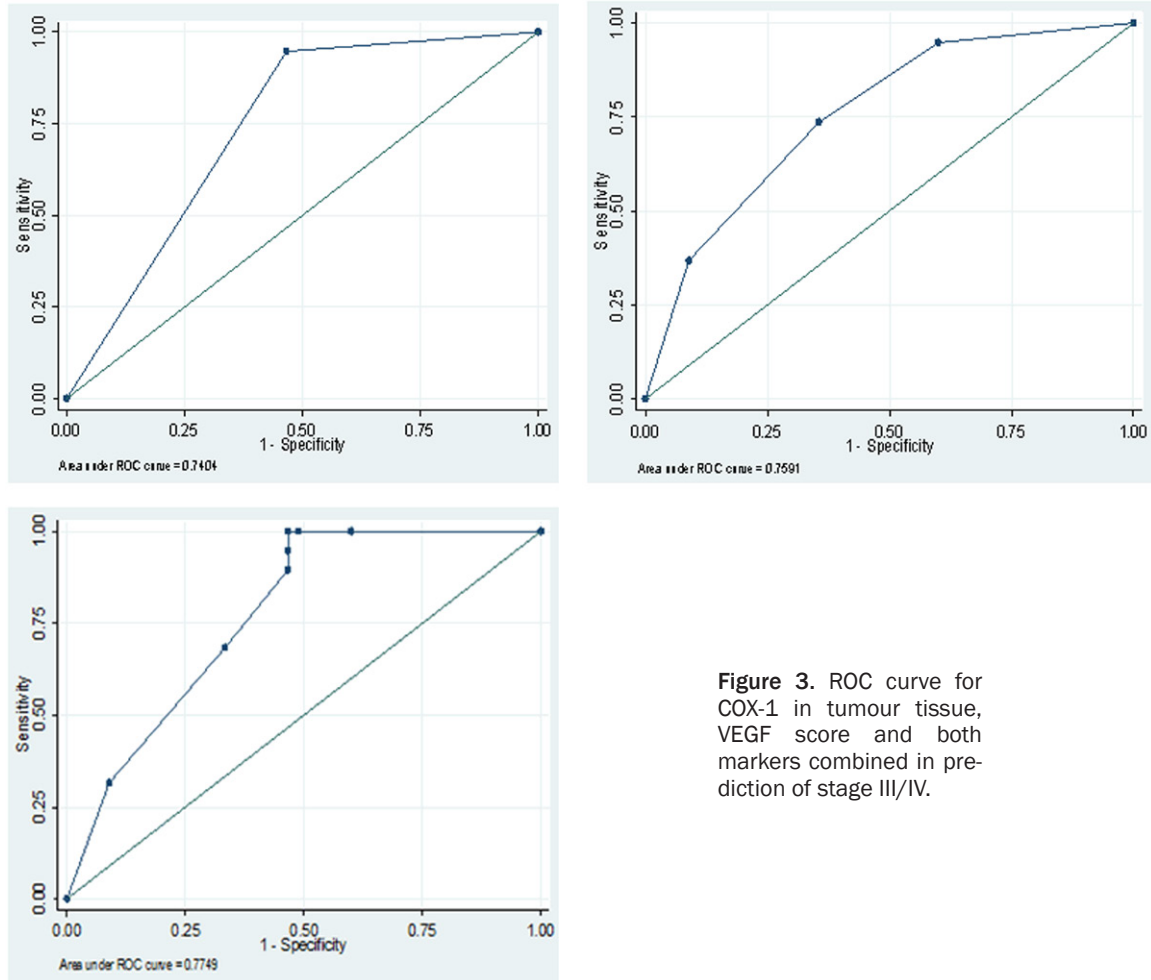 1.00
0.75
0.50
0.25
0.00
Sensitivity
0.00 0.25 0.50 0.75 1.00
1 - Specificity
Area under ROC curve = 0.7404
1.00
0.75
0.50
0.25
0.00
Sensitivity
0.00 0.25 0.50 0.75 1.00
1 - Specificity
Area under ROC curve = 0.7591
1.00
0.75
0.50
0.25
0.00
Sensitivity
0.00 0.25 0.50 0.75 1.00
1 - Specificity
Area under ROC curve = 0.7749
Figure 3. ROC curve for
COX-1 in tumour tissue,
VEGF score and both
markers combined in pre-
diction of stage III/IV.